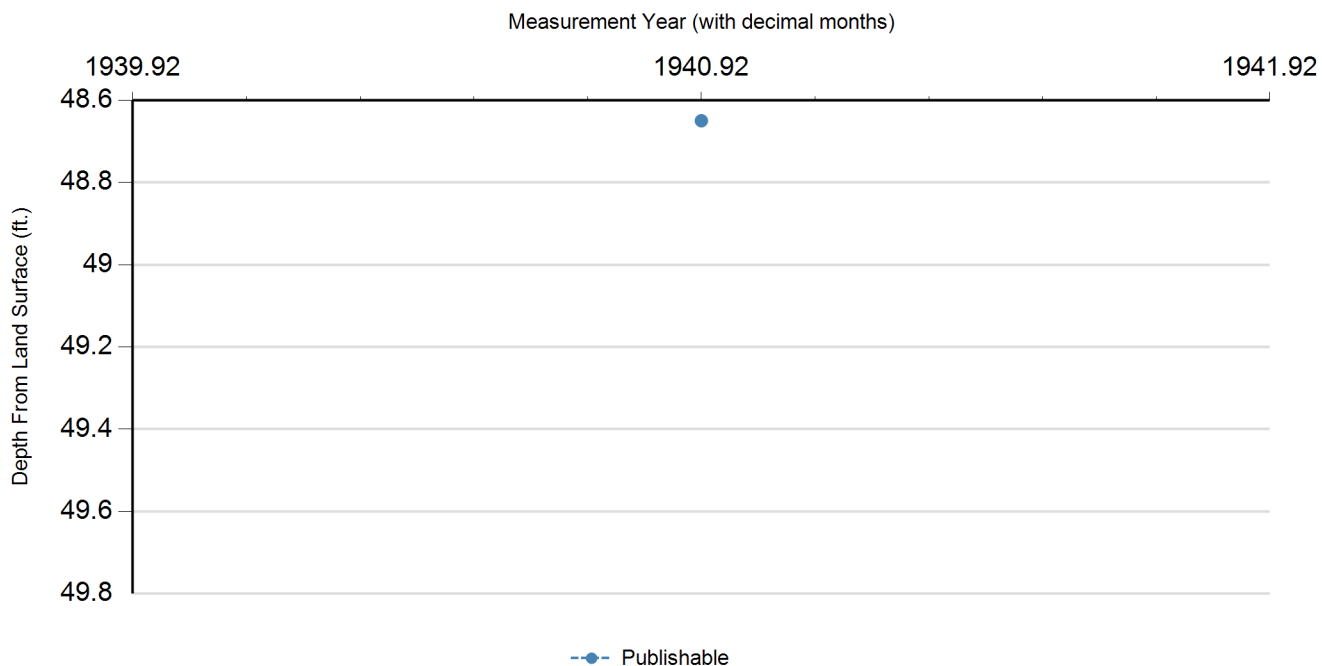 Measurement Year (with decimal months)
1939.92 1940.92 1941.92
48.6
48.8
49
49.2
49.4
49.6
49.8
Depth From Land Surface (ft.)
Publishable